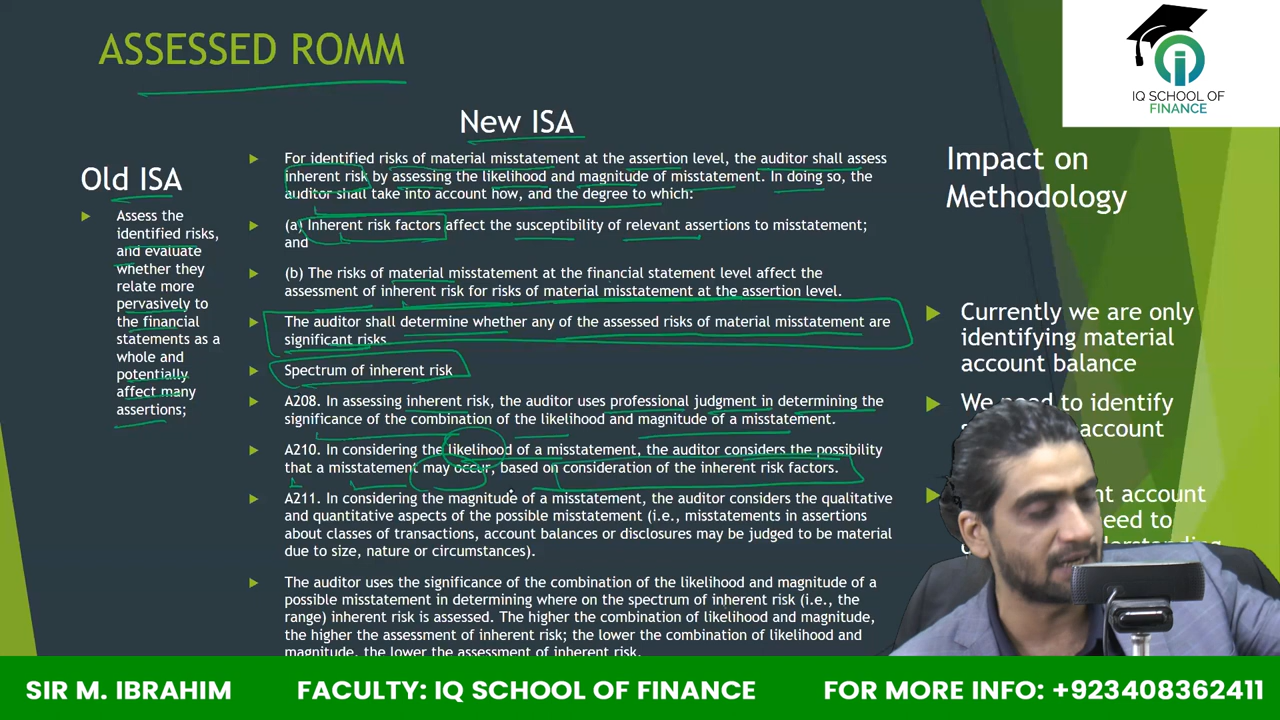 ASSESSED ROMM
IQ SCHOOL OF
FINANCE
New ISA
Old ISA
Assess the
identified risks,
and evaluate
whether they
relate more
pervasively to
the financial
statements as a
whole and
potentially
affect many
assertions;
For identified risks of material misstatement at the assertion level, the auditor shall assess
inherent risk by assessing the likelihood and magnitude of misstatement. In doing so, the
auditor shall take into account how, and the degree to which:
(a) Inherent risk factors affect the susceptibility of relevant assertions to misstatement;
and
(b) The risks of material misstatement at the financial statement level affect the
assessment of inherent risk for risks of material misstatement at the assertion level.
The auditor shall determine whether any of the assessed risks of material misstatement are
significant risks.
Spectrum of inherent risk
A208. In assessing inherent risk, the auditor uses professional judgment in determining the
significance of the combination of the likelihood and magnitude of a misstatement.
A210. In considering the likelihood of a misstatement, the auditor considers the possibility
that a misstatement may occur, based on consideration of the inherent risk factors.
A211. In considering the magnitude of a misstatement, the auditor considers the qualitative
and quantitative aspects of the possible misstatement (i.e., misstatements in assertions
about classes of transactions, account balances or disclosures may be judged to be material
due to size, nature or circumstances).
The auditor uses the significance of the combination of the likelihood and magnitude of a
possible misstatement in determining where on the spectrum of inherent risk (i.e., the
range) inherent risk is assessed. The higher the combination of likelihood and magnitude,
the higher the assessment of inherent risk; the lower the combination of likelihood and
magnitude, the lower the assessment of inherent risk.
Impact on
Methodology
Currently we are only
identifying material
account balance
We need to identify
account
account
need to
SIR M. IBRAHIM
FACULTY: IQ SCHOOL OF FINANCE
FOR MORE INFO: +923408362411